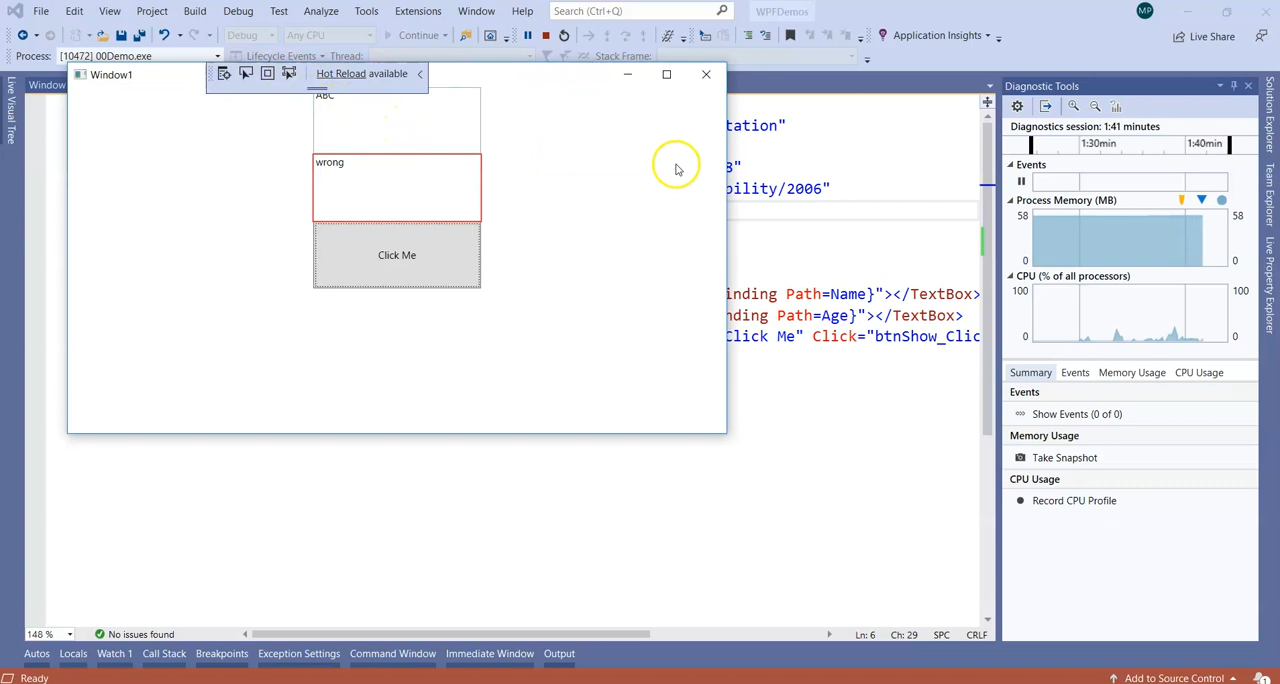 File Edit View Project Build Debug Test Analyze Tools Extensions Window Help Search (Ctrl+Q) WPFDemos MP
Debug Any CPU Continue Application Insights Live Share
Process: [10472] 00Demo.exe Lifecycle Events Thread: Stack Frame:
Window1 Hot Reload available
Window
Live Visual Tree
ABC
wrong
Click Me
tation"
8"
bility/2006"
inding Path=Name}"></TextBox>
nding Path=Age}"></TextBox>
Click Me" Click="btnShow_Clic
Diagnostic Tools
Diagnostics session: 1:41 minutes
1:30min 1:40min
Events
Process Memory (MB)
58 58
0 0
CPU (% of all processors)
100 100
0 0
Summary Events Memory Usage CPU Usage
Events
Show Events (0 of 0)
Memory Usage
Take Snapshot
CPU Usage
Record CPU Profile
Solution Explorer
Team Explorer
Live Property Explorer
148 % No issues found Ln: 6 Ch: 29 SPC CRLF
Autos Locals Watch 1 Call Stack Breakpoints Exception Settings Command Window Immediate Window Output
Ready Add to Source Control 1